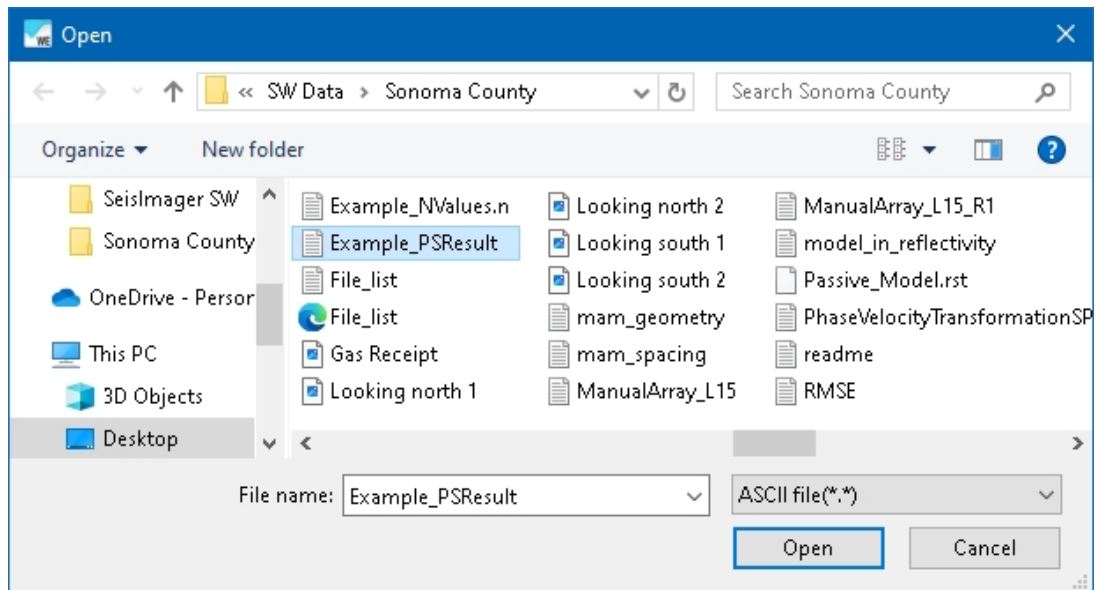 WE Open
« SW Data > Sonoma County
Search Sonoma County
Organize New folder
?
SeisImager SW
Sonoma County
OneDrive - Person
This PC
3D Objects
Desktop
Example_NValues.n
Example_PSResult
File_list
File_list
Gas Receipt
Looking north 1
Looking north 2
Looking south 1
Looking south 2
mam_geometry
mam_spacing
ManualArray_L15
ManualArray_L15_R1
model_in_reflectivity
Passive_Model.rst
PhaseVelocityTransformationSP
readme
RMSE
File name: Example_PSResult
ASCII file(*.*)
Open Cancel